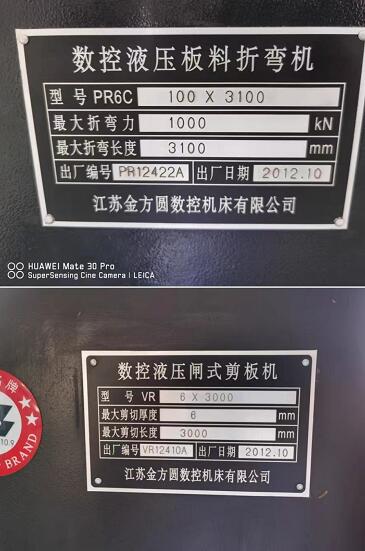 数控液压板料折弯机
型号 PR6C 100 X 3100
最大折弯力 1000 kN
最大折弯长度 3100 mm
出厂编号 PR12422A 出厂日期 2012.10
江苏金方圆数控机床有限公司
HUAWEI Mate 30 Pro
SuperSensing Cine Camera | LEICA
数控液压闸式剪板机
型号 VR 6 X 3000
最大剪切厚度 6 mm
最大剪切长度 3000 mm
出厂编号 VR12410A 出厂日期 2012.10
江苏金方圆数控机床有限公司
牌
10.9
BRAND